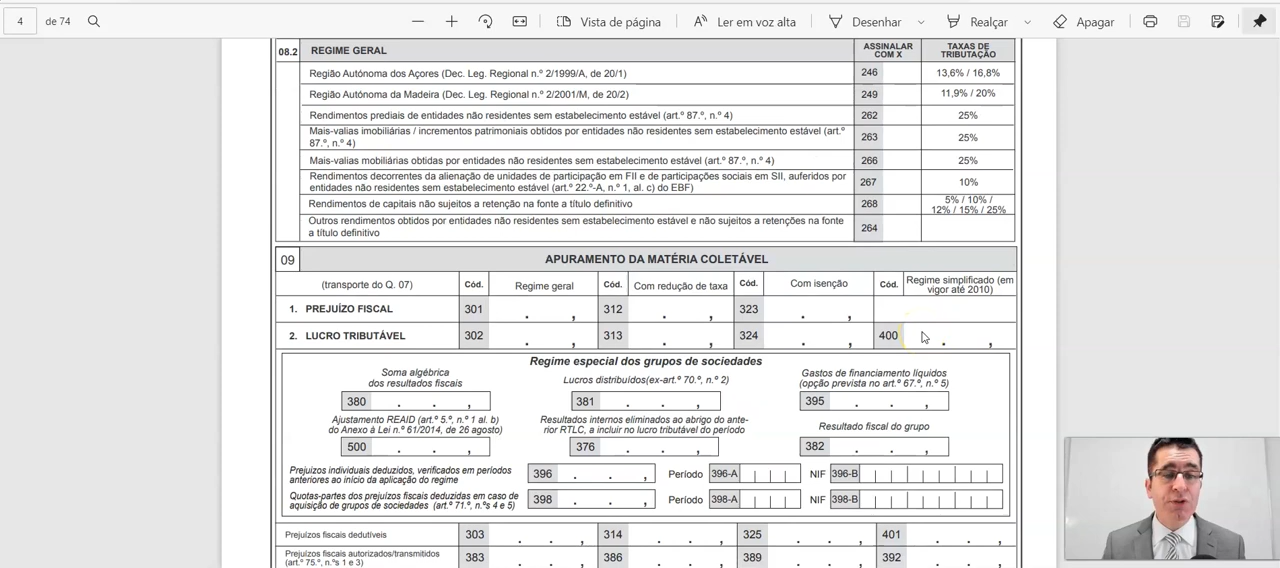 4 de 74 Vista de página Ler em voz alta Desenhar Realçar Apagar
08.2 REGIME GERAL ASSINALAR COM X TAXAS DE TRIBUTAÇÃO
Região Autónoma dos Açores (Dec. Leg. Regional n.º 2/1999/A, de 20/1) 246 13,6% / 16,8%
Região Autónoma da Madeira (Dec. Leg. Regional n.º 2/2001/M, de 20/2) 249 11,9% / 20%
Rendimentos prediais de entidades não residentes sem estabelecimento estável (art.º 87.º, n.º 4) 262 25%
Mais-valias imobiliárias / incrementos patrimoniais obtidos por entidades não residentes sem estabelecimento estável (art.º
87.º, n.º 4) 263 25%
Mais-valias mobiliárias obtidas por entidades não residentes sem estabelecimento estável (art.º 87.º, n.º 4) 266 25%
Rendimentos decorrentes da alienação de unidades de participação em FII e de participações sociais em SII, auferidos por
entidades não residentes sem estabelecimento estável (art.º 22.º-A, n.º 1, al. c) do EBF) 267 10%
Rendimentos de capitais não sujeitos a retenção na fonte a título definitivo 268 5% / 10% /
12% / 15% / 25%
Outros rendimentos obtidos por entidades não residentes sem estabelecimento estável e não sujeitos a retenções na fonte
a título definitivo 264
09 APURAMENTO DA MATÉRIA COLETÁVEL
(transporte do Q. 07) Cód. Regime geral Cód. Com redução de taxa Cód. Com isenção Cód. Regime simplificado (em
vigor até 2010)
1. PREJUÍZO FISCAL 301 . , 312 . , 323 . ,
2. LUCRO TRIBUTÁVEL 302 . , 313 . , 324 . , 400 . ,
Regime especial dos grupos de sociedades
Soma algébrica
dos resultados fiscais
Lucros distribuídos(ex-art.º 70.º, n.º 2)
Gastos de financiamento líquidos
(opção prevista no art.º 67.º, n.º 5)
380 . . , 381 . . , 395 . . ,
Ajustamento REAID (art.º 5.º, n.º 1 al. b)
do Anexo à Lei n.º 61/2014, de 26 agosto)
Resultados internos eliminados ao abrigo do ante-
rior RTLC, a incluir no lucro tributável do período
Resultado fiscal do grupo
500 . . , 376 . . , 382 . . ,
Prejuízos individuais deduzidos, verificados em períodos
anteriores ao início da aplicação do regime
396 . . , Período 396-A NIF 396-B
Quotas-partes dos prejuízos fiscais deduzidas em caso de
aquisição de grupos de sociedades (art.º 71.º, n.ºs 4 e 5)
398 . . , Período 398-A NIF 398-B
Prejuízos fiscais dedutíveis 303 . . , 314 . . , 325 . . , 401 . . ,
Prejuízos fiscais autorizados/transmitidos
(art.º 75.º, n.ºs 1 e 3) 383 . . , 386 . . , 389 . . , 392 . . ,